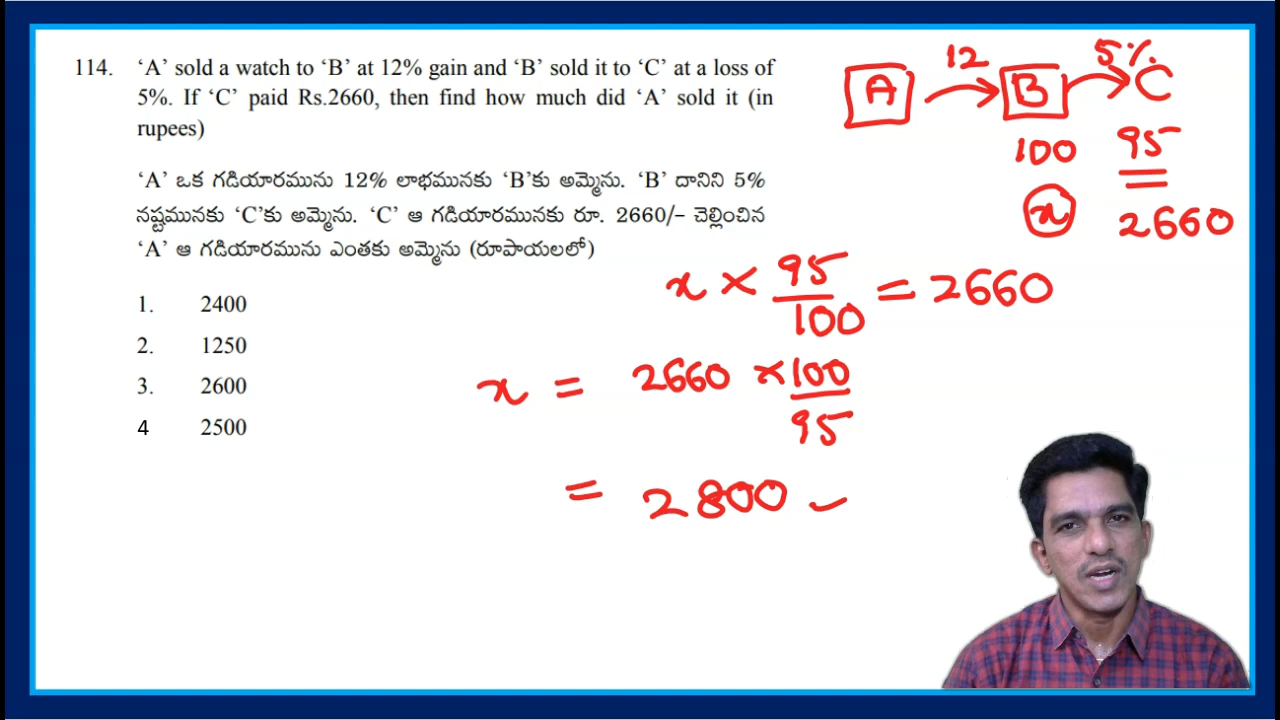 114. ‘A’ sold a watch to ‘B’ at 12% gain and ‘B’ sold it to ‘C’ at a loss of
5%. If ‘C’ paid Rs.2660, then find how much did ‘A’ sold it (in
rupees)
‘A’ ఒక గడియారమును 12% లాభమునకు ‘B’కు అమ్మెను. ‘B’ దానిని 5%
నష్టమునకు ‘C’కు అమ్మెను. ‘C’ ఆ గడియారమునకు రూ. 2660/– చెల్లించిన
‘A’ ఆ గడియారమును ఎంతకు అమ్మెను (రూపాయలలో)
1. 2400
2. 1250
3. 2600
4 2500
12 5%
A B C
100 95
x 2660
x × 95/100 = 2660
x = 2660 × 100/95
= 2800